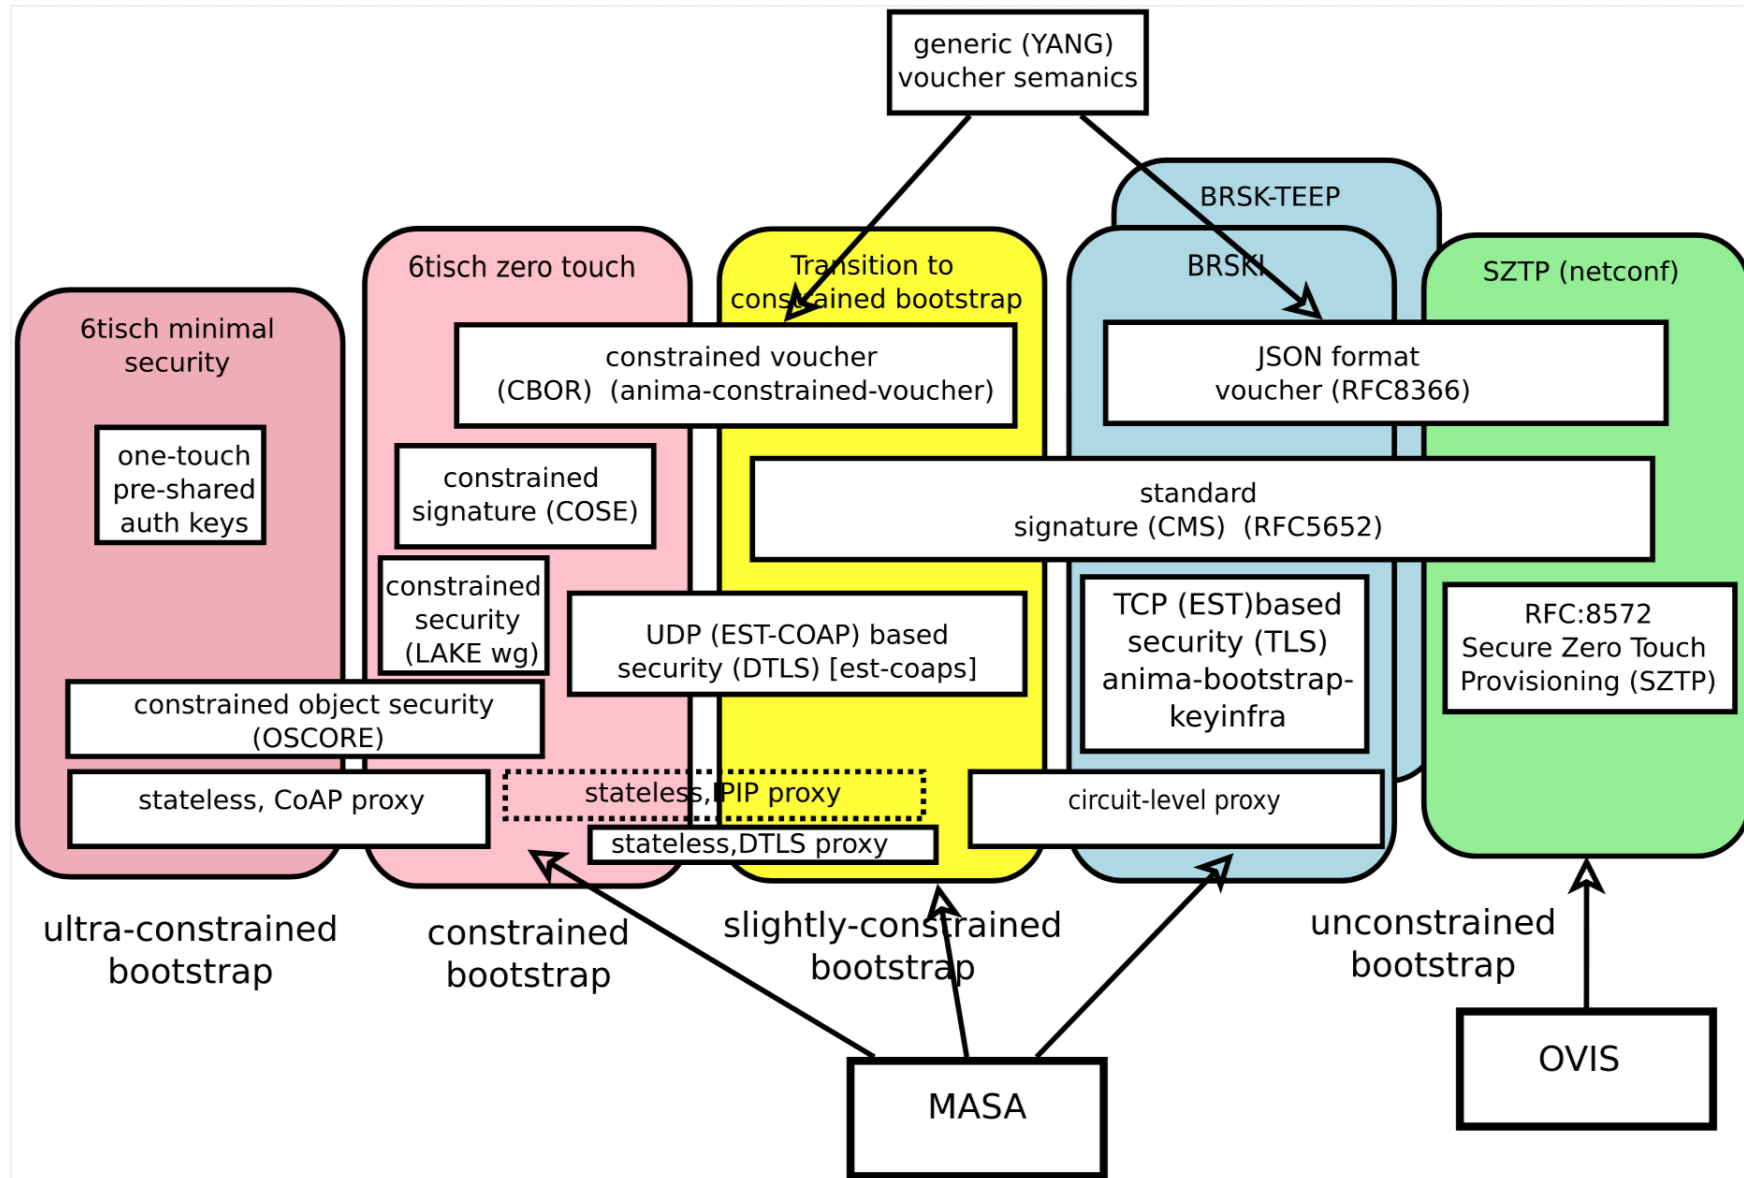 generic (YANG)
voucher semanics
BRSK-TEEP
6tisch zero touch
Transition to
constrained bootstrap
BRSKI
SZTP (netconf)
6tisch minimal
security
constrained voucher
(CBOR) (anima-constrained-voucher)
JSON format
voucher (RFC8366)
one-touch
pre-shared
auth keys
constrained
signature (COSE)
standard
signature (CMS) (RFC5652)
constrained
security
(LAKE wg)
UDP (EST-COAP) based
security (DTLS) [est-coaps]
TCP (EST)based
security (TLS)
anima-bootstrap-
keyinfra
RFC:8572
Secure Zero Touch
Provisioning (SZTP)
constrained object security
(OSCORE)
stateless, CoAP proxy
stateless,IPIP proxy
circuit-level proxy
stateless,DTLS proxy
ultra-constrained
bootstrap
constrained
bootstrap
slightly-constrained
bootstrap
unconstrained
bootstrap
MASA
OVIS